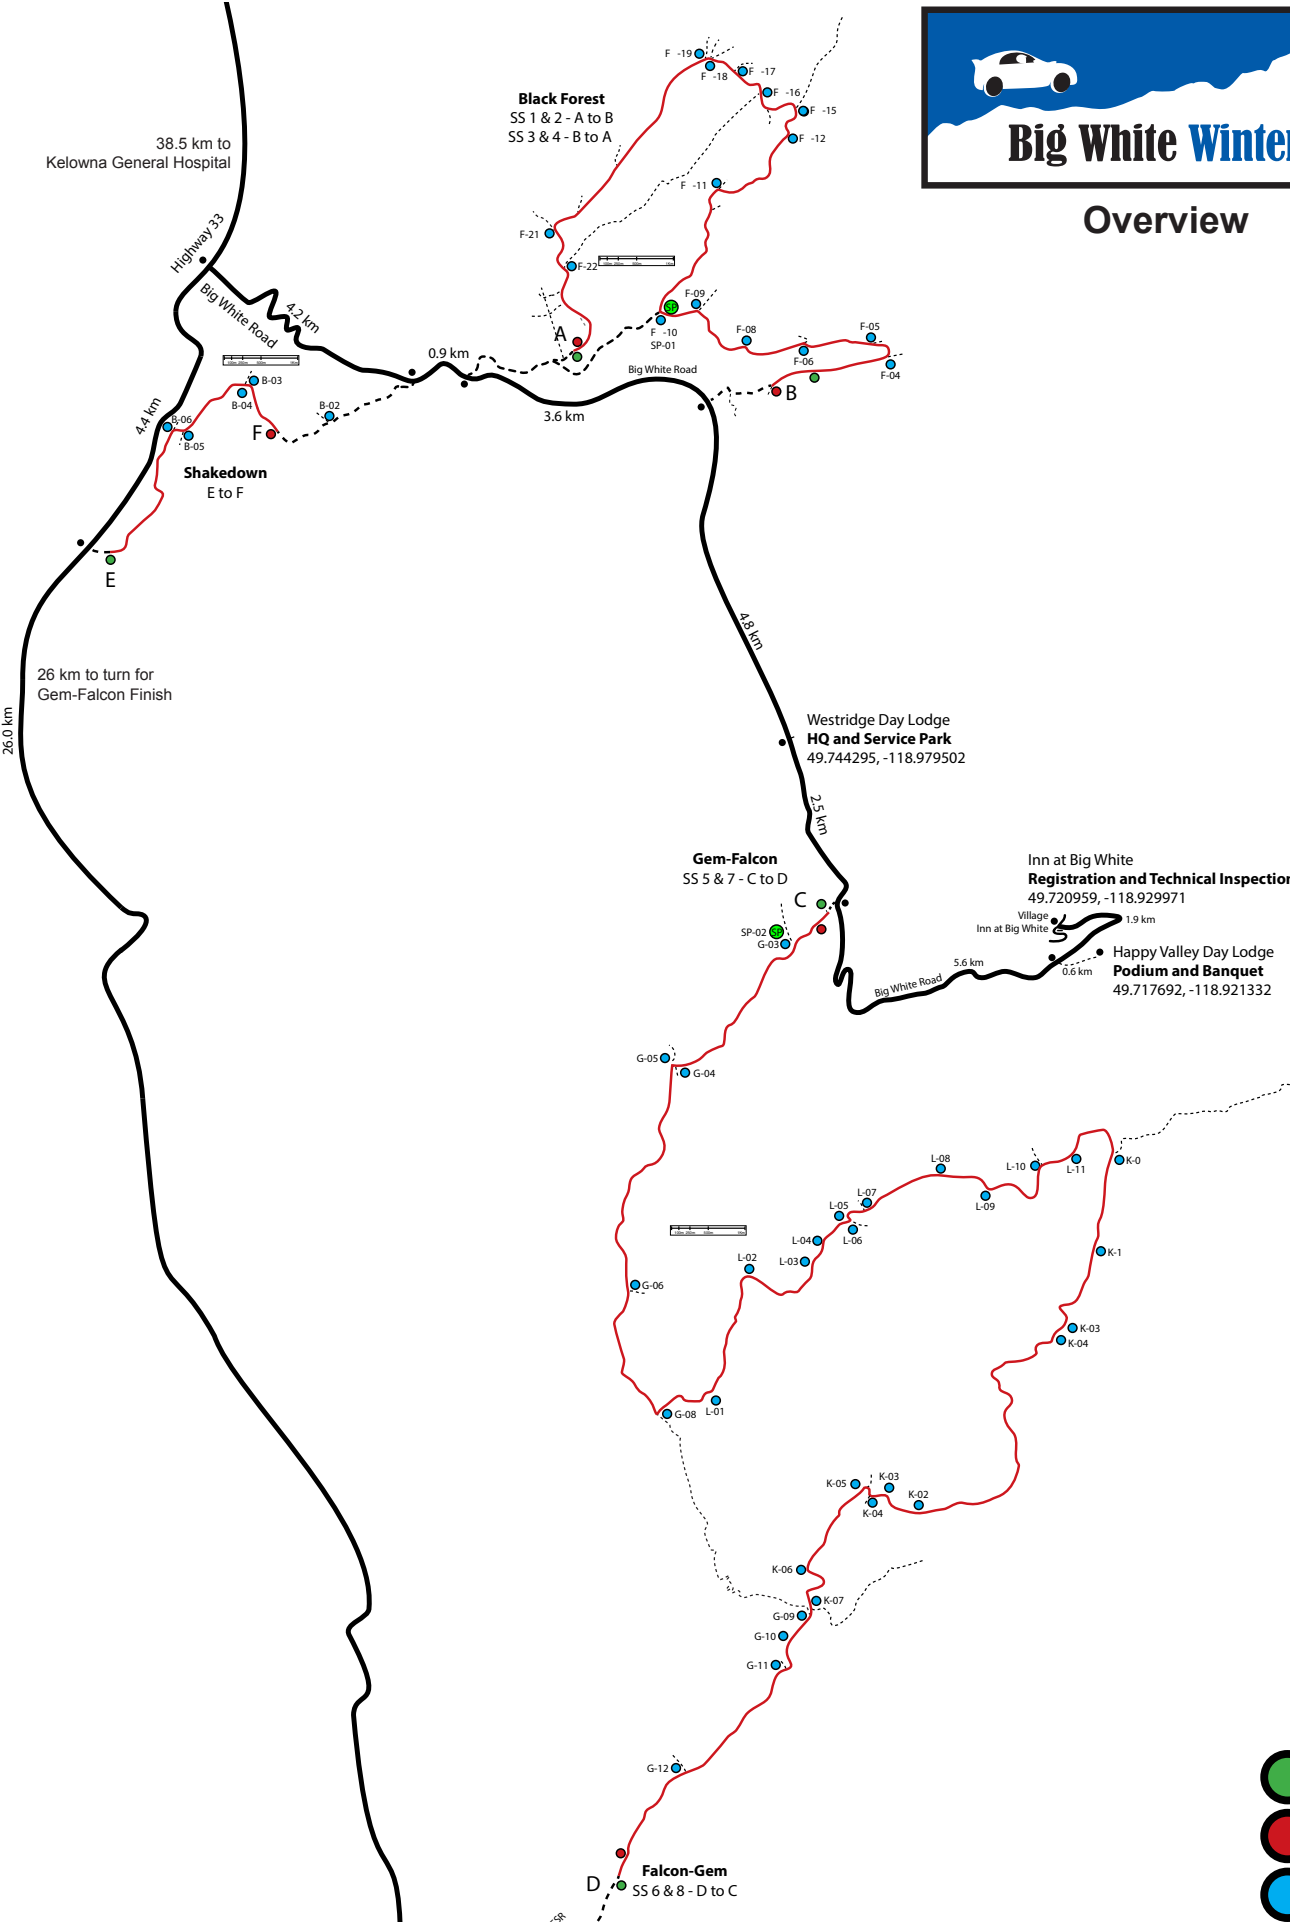 Big White Winter
Overview
38.5 km to
Kelowna General Hospital
Highway 33
Big White Road
4.2 km
0.9 km
3.6 km
Big White Road
4.4 km
Black Forest
SS 1 & 2 - A to B
SS 3 & 4 - B to A
F -19
F -18
F -17
F -16
F -15
F -12
F -11
F-21
F-22
A
SP
F-09
F -10
SP-01
F-08
F-06
F-05
F-04
B
B-03
B-04
B-02
B-06
B-05
F
Shakedown
E to F
E
26 km to turn for
Gem-Falcon Finish
26.0 km
4.8 km
Westridge Day Lodge
HQ and Service Park
49.744295, -118.979502
2.5 km
Gem-Falcon
SS 5 & 7 - C to D
C
SP-02
SP
G-03
Inn at Big White
Registration and Technical Inspection
49.720959, -118.929971
Village
Inn at Big White
1.9 km
Happy Valley Day Lodge
Podium and Banquet
49.717692, -118.921332
0.6 km
5.6 km
Big White Road
G-05
G-04
G-06
G-08
L-01
L-02
L-03
L-04
L-05
L-06
L-07
L-08
L-09
L-10
L-11
K-0
K-1
K-03
K-04
K-05
K-03
K-04
K-02
K-06
K-07
G-09
G-10
G-11
G-12
D
Falcon-Gem
SS 6 & 8 - D to C
SR